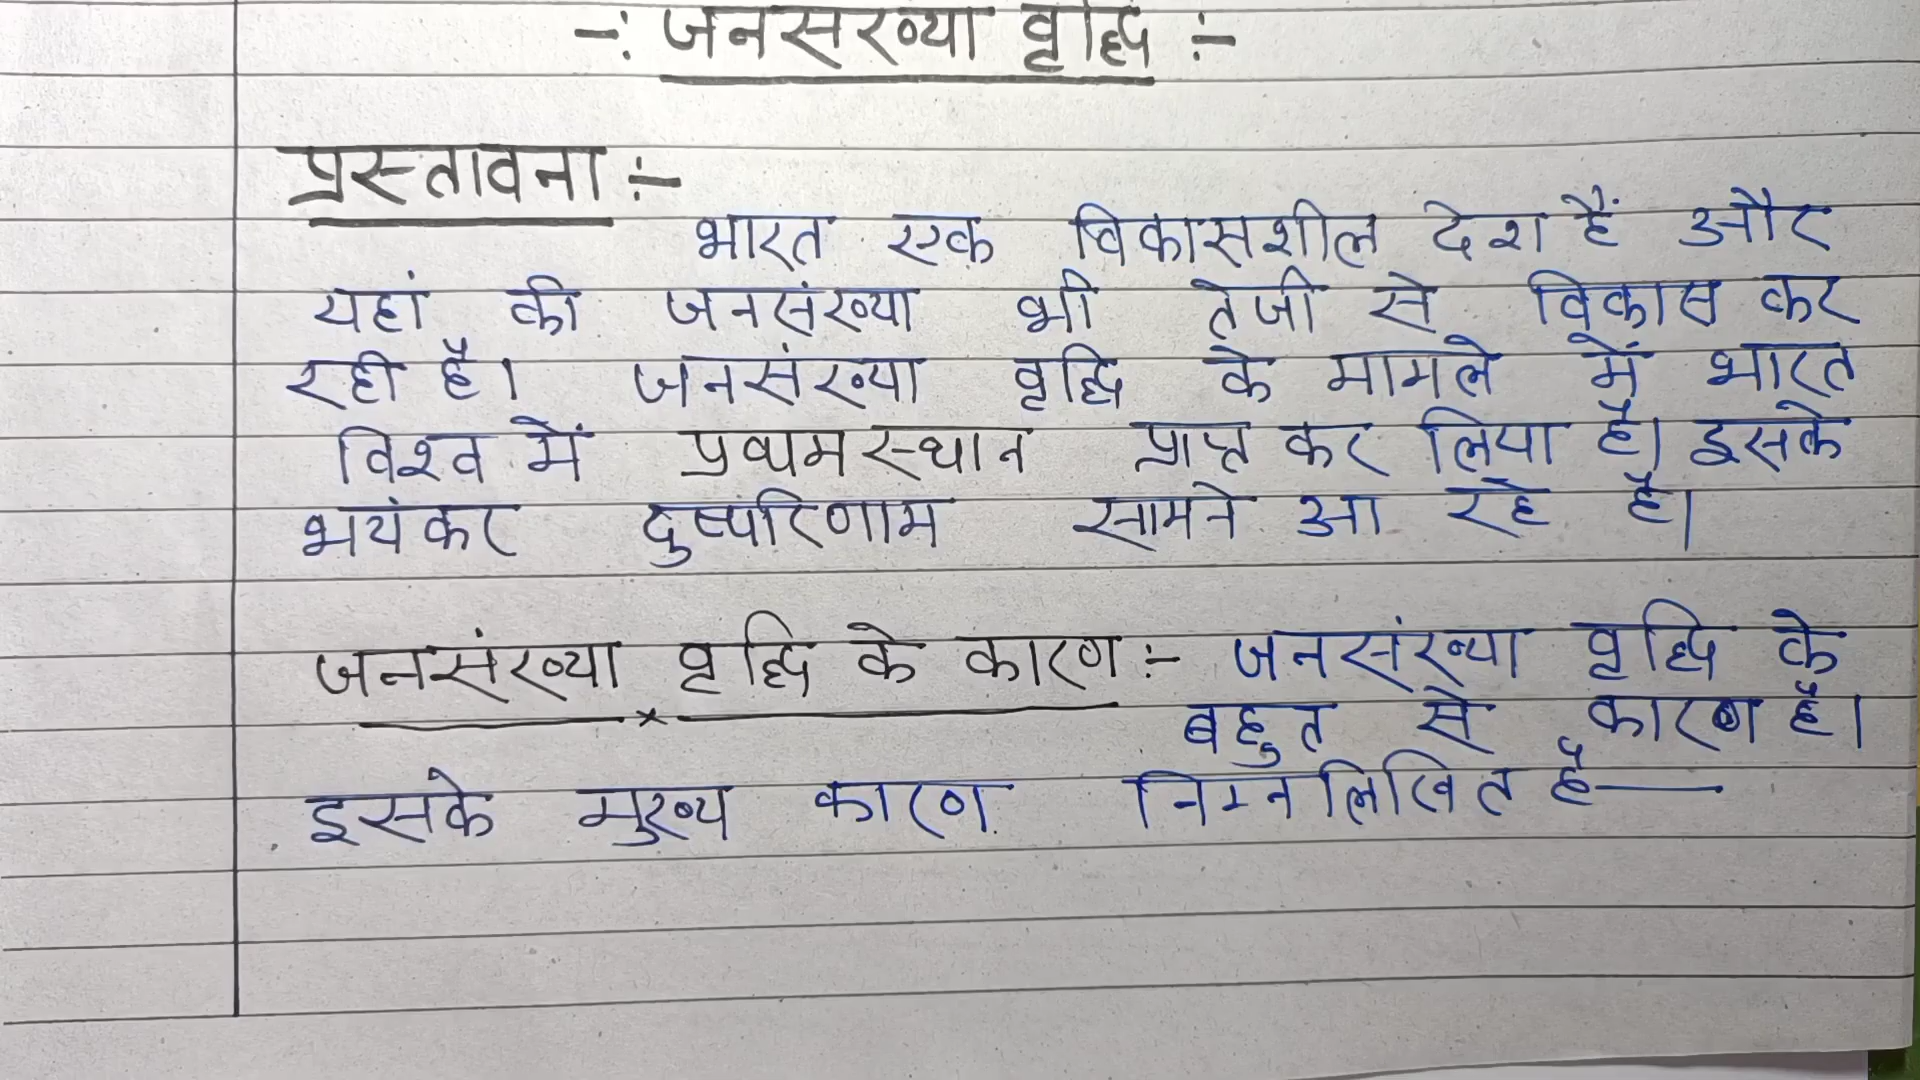 -: जनसंख्या वृद्धि :-
प्रस्तावना :-
भारत एक विकासशील देश हैं और
यहां की जनसंख्या भी तेजी से विकास कर
रही है। जनसंख्या वृद्धि के मामले में भारत
विश्व में प्रथम स्थान प्राप्त कर लिया है। इसके
भयंकर दुष्परिणाम सामने आ रहे है।
जनसंख्या वृद्धि के कारण :- जनसंख्या वृद्धि के
बहुत से कारण है।
इसके मुख्य कारण निम्नलिखित है —